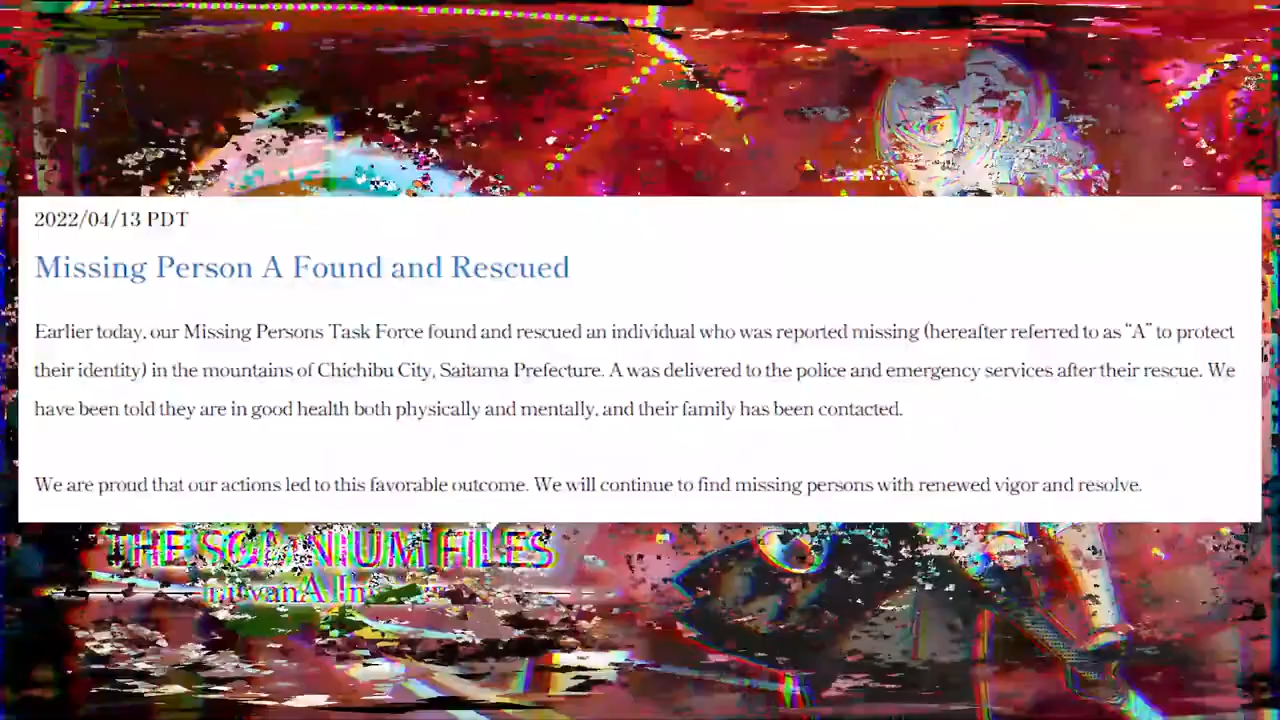 2022/04/13 PDT
Missing Person A Found and Rescued
Earlier today, our Missing Persons Task Force found and rescued an individual who was reported missing (hereafter referred to as “A” to protect
their identity) in the mountains of Chichibu City, Saitama Prefecture. A was delivered to the police and emergency services after their rescue. We
have been told they are in good health both physically and mentally, and their family has been contacted.
We are proud that our actions led to this favorable outcome. We will continue to find missing persons with renewed vigor and resolve.
THE SOMNIUM FILES